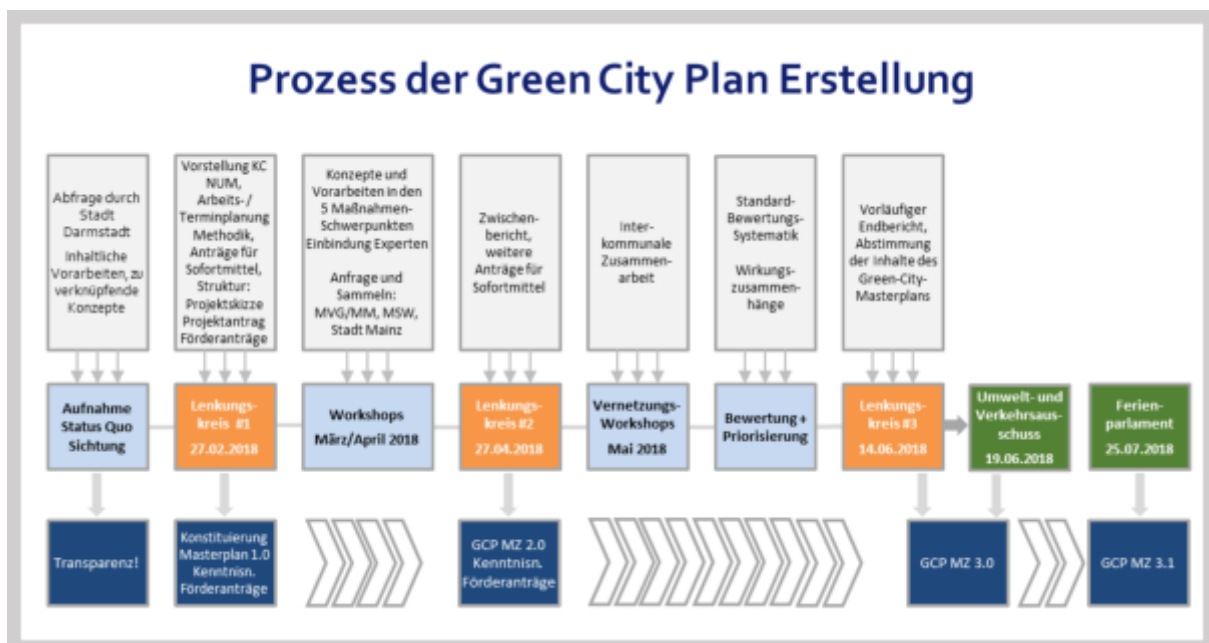 Prozess der Green City Plan Erstellung
Abfrage durch
Stadt
Darmstadt
Inhaltliche
Vorarbeiten, zu
verknüpfende
Konzepte
Vorstellung KC
NUM,
Arbeits-/
Terminplanung
Methodik,
Anträge für
Sofortmittel,
Struktur:
Projektskizze
Projektantrag
Förderanträge
Konzepte und
Vorarbeiten in den
5 Maßnahmen-
Schwerpunkten
Einbindung Experten
Anfrage und
Sammeln:
MVG/MM, MSW,
Stadt Mainz
Zwischen-
bericht,
weitere
Anträge für
Sofortmittel
Inter-
kommunale
Zusammen-
arbeit
Standard-
Bewertungs-
Systematik
Wirkungs-
zusammen-
hänge
Vorläufiger
Endbericht,
Abstimmung
der Inhalte des
Green-City-
Masterplans
Aufnahme
Status Quo
Sichtung
Lenkungs-
kreis #1
27.02.2018
Workshops
März/April 2018
Lenkungs-
kreis #2
27.04.2018
Vernetzungs-
Workshops
Mai 2018
Bewertung +
Priorisierung
Lenkungs-
kreis #3
14.06.2018
Umwelt- und
Verkehrsaus-
schuss
19.06.2018
Ferien-
parlament
25.07.2018
Transparenz!
Konstituierung
Masterplan 1.0
Kenntnisn.
Förderanträge
GCP MZ 2.0
Kenntnisn.
Förderanträge
GCP MZ 3.0
GCP MZ 3.1